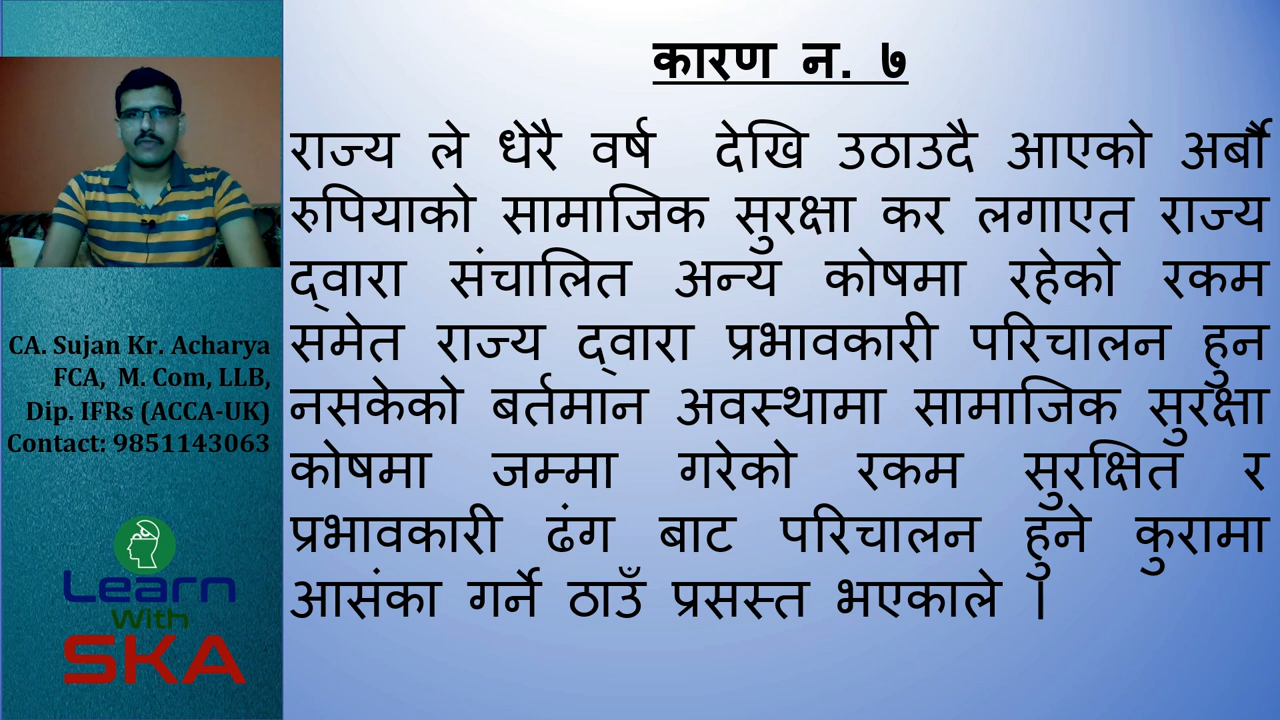 कारण न. ७
राज्य ले धेरै वर्ष देखि उठाउदै आएको अर्बौ
रुपियाको सामाजिक सुरक्षा कर लगाएत राज्य
द्वारा संचालित अन्य कोषमा रहेको रकम
समेत राज्य द्वारा प्रभावकारी परिचालन हुन
नसकेको बर्तमान अवस्थामा सामाजिक सुरक्षा
कोषमा जम्मा गरेको रकम सुरक्षित र
प्रभावकारी ढंग बाट परिचालन हुने कुरामा
आसंका गर्ने ठाउँ प्रसस्त भएकाले ।
CA. Sujan Kr. Acharya
FCA, M. Com, LLB,
Dip. IFRs (ACCA-UK)
Contact: 9851143063
Learn
With
SKA